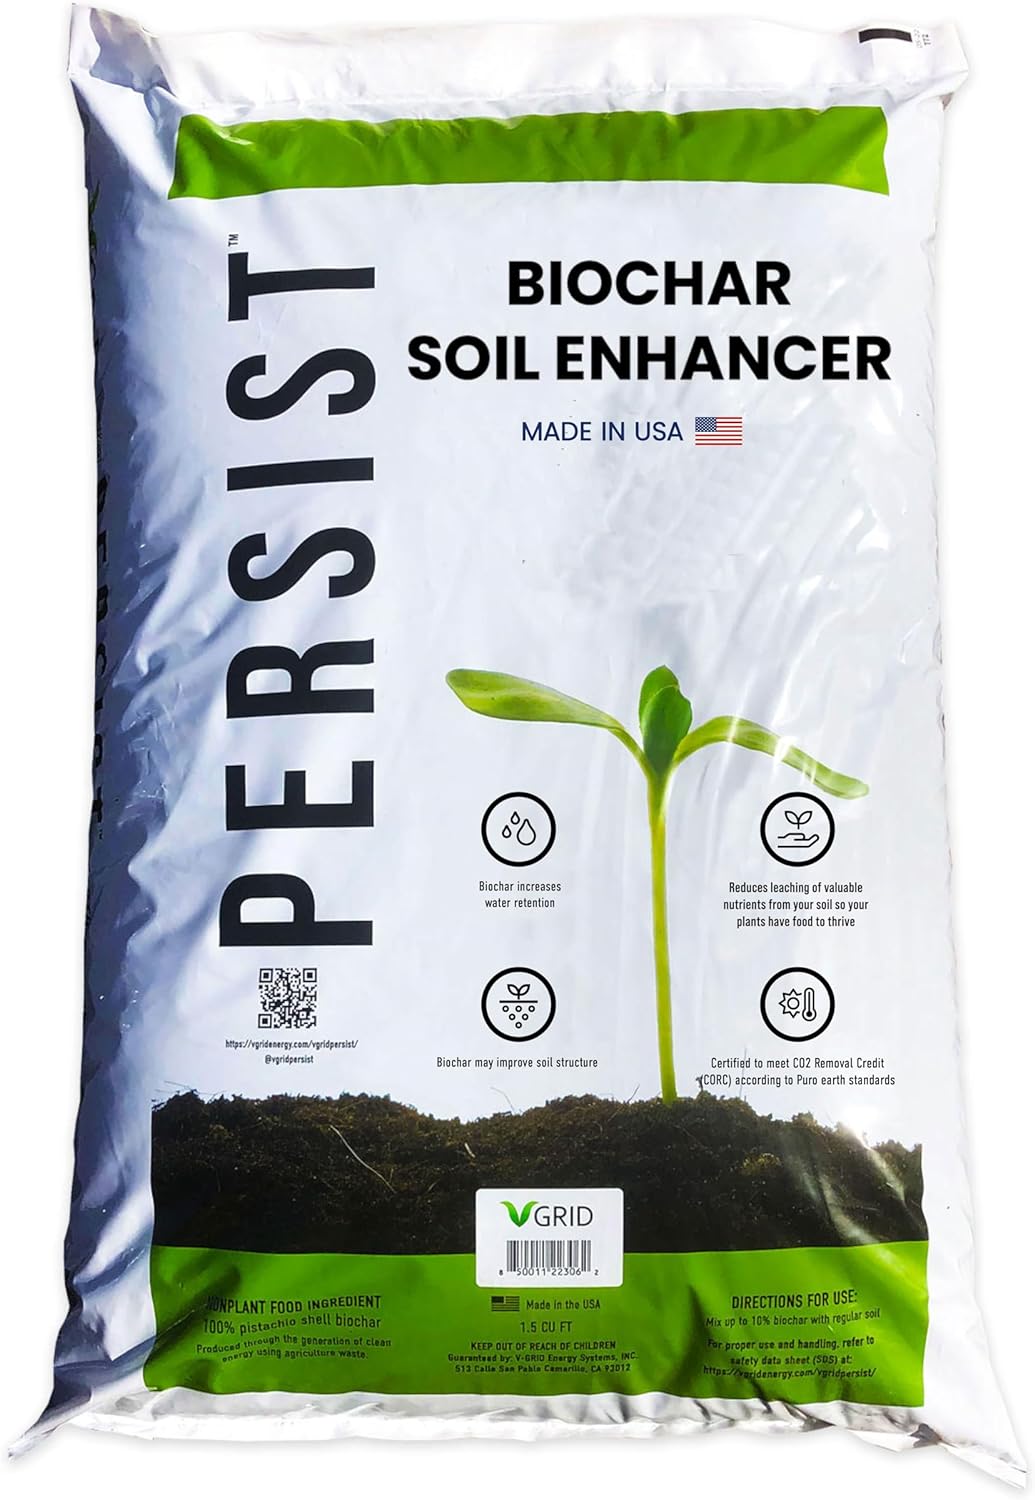 PERSIST™
BIOCHAR
SOIL ENHANCER
MADE IN USA
Biochar increases
water retention
Reduces leaching of valuable
nutrients from your soil so your
plants have food to thrive
Biochar may improve soil structure
Certified to meet CO2 Removal Credit
(CORC) according to Puro earth standards
https://vgridenergy.com/vgridpersist/
@vgridpersist
VGRID
8 50011 22306 2
NONPLANT FOOD INGREDIENT
100% pistachio shell biochar
Produced through the generation of clean
energy using agriculture waste.
Made in the USA
1.5 CU FT
KEEP OUT OF REACH OF CHILDREN
Guaranteed by: V-GRID Energy Systems, INC.
513 Calle San Pablo Camarillo, CA 93012
DIRECTIONS FOR USE:
Mix up to 10% biochar with regular soil
For proper use and handling, refer to
safety data sheet (SDS) at:
https://vgridenergy.com/vgridpersist/